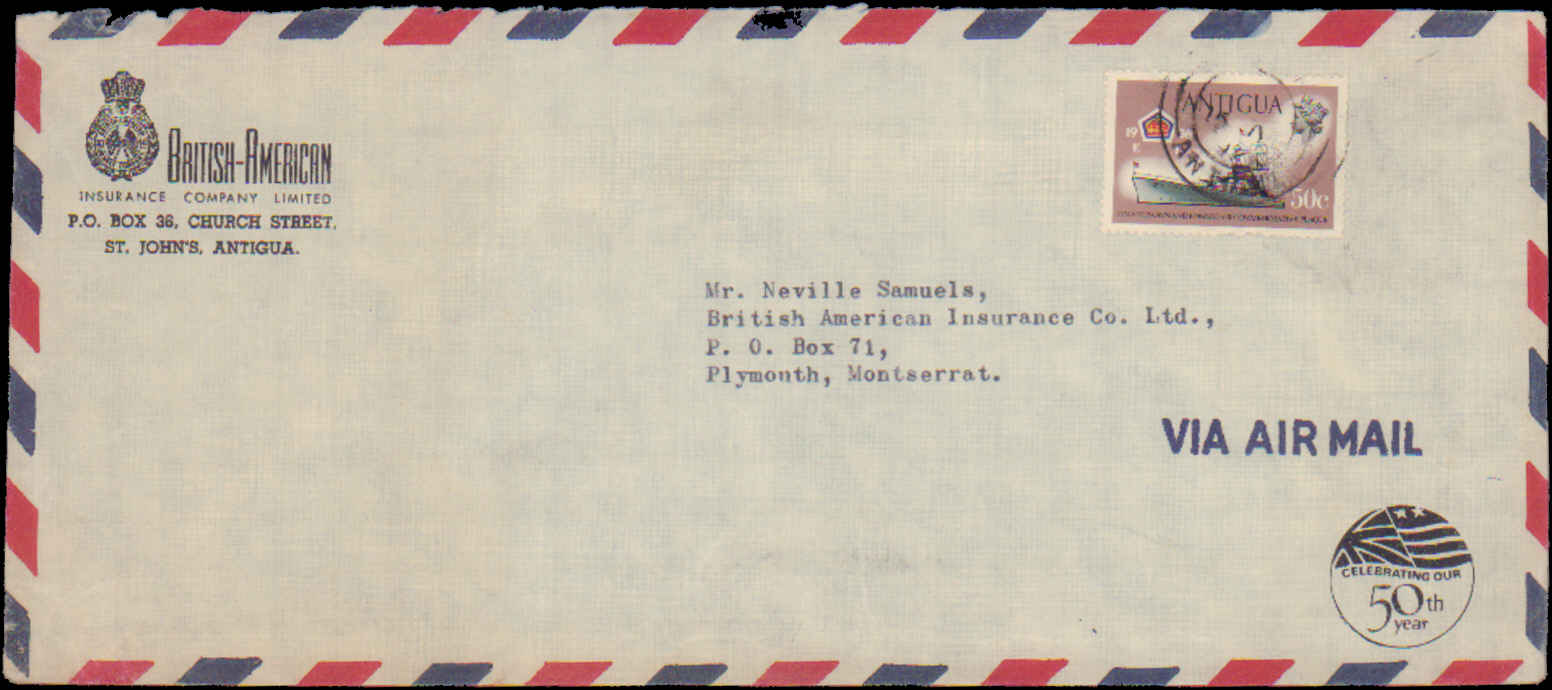 BRITISH-AMERICAN
INSURANCE COMPANY LIMITED
P.O. BOX 36, CHURCH STREET,
ST. JOHN'S, ANTIGUA.
ANTIGUA
19
50c
Mr. Neville Samuels,
British American Insurance Co. Ltd.,
P. O. Box 71,
Plymouth, Montserrat.
VIA AIR MAIL
CELEBRATING OUR
50th
year